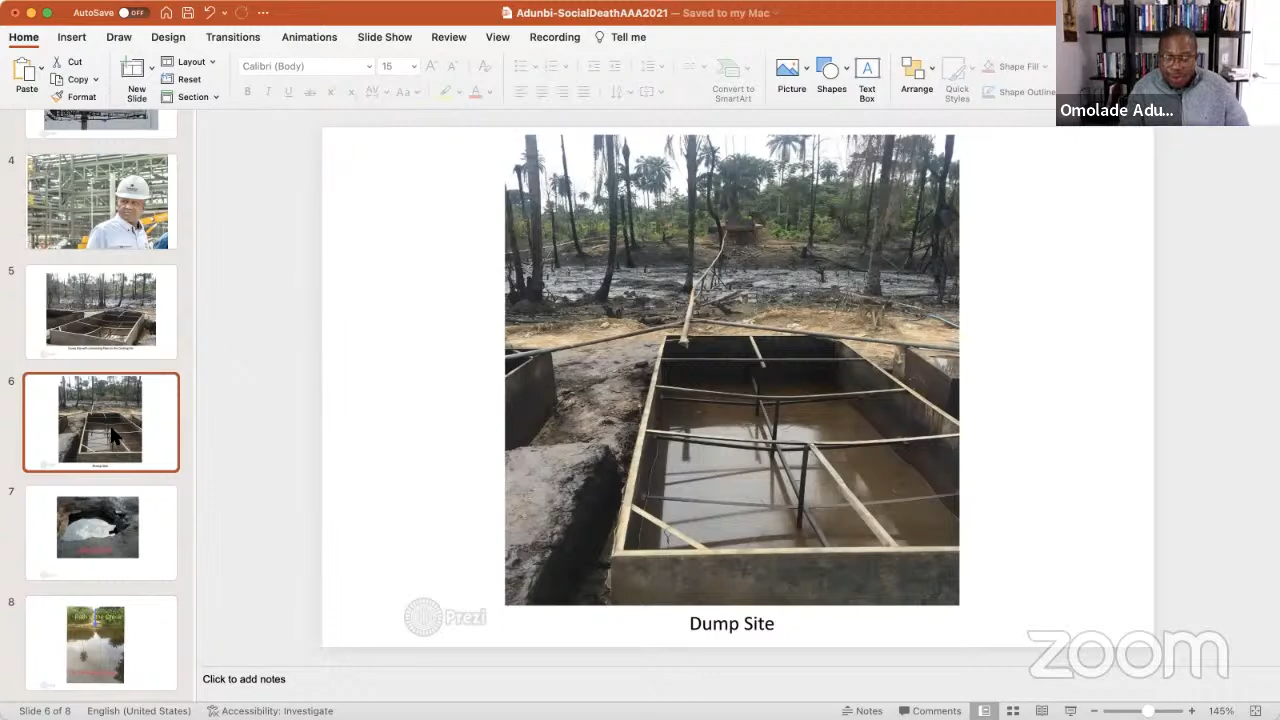 AutoSave OFF
Adunbi-SocialDeathAAA2021 — Saved to my Mac
Home Insert Draw Design Transitions Animations Slide Show Review View Recording Tell me
Paste
Cut
Copy
Format
New Slide
Layout
Reset
Section
Calibri (Body) 15
Convert to SmartArt
Picture
Shapes
Text Box
Arrange
Quick Styles
Shape Fill
Shape Outline
Omolade Adu...
4
5
6
7
8
Prezi
Dump Site
zoom
Click to add notes
Slide 6 of 8 English (United States) Accessibility: Investigate Notes Comments 145%